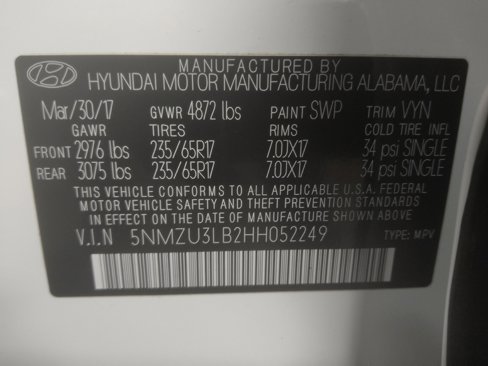 MANUFACTURED BY
HYUNDAI MOTOR MANUFACTURING ALABAMA, LLC
Mar/30/17 GVWR 4872 lbs PAINT SWP TRIM VYN
GAWR TIRES RIMS COLD TIRE INFL
FRONT 2976 lbs 235/65R17 7.0JX17 34 psi SINGLE
REAR 3075 lbs 235/65R17 7.0JX17 34 psi SINGLE
THIS VEHICLE CONFORMS TO ALL APPLICABLE U.S.A. FEDERAL
MOTOR VEHICLE SAFETY AND THEFT PREVENTION STANDARDS
IN EFFECT ON THE DATE OF MANUFACTURE SHOWN ABOVE.
V.I.N 5NMZU3LB2HH052249 TYPE: MPV